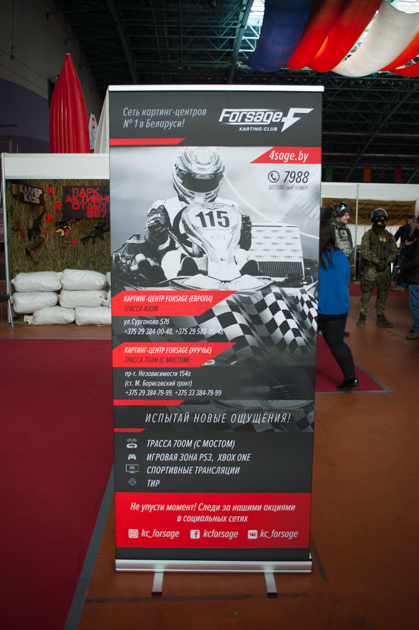 Сеть картинг-центров
№ 1 в Беларуси!
Forsage
KARTING-CLUB
4sage.by
7988
БЕСПЛАТНЫЙ НОМЕР
115
КАРТИНГ-ЦЕНТР FORSAGE (ЕВРОПА)
ТРАССА 400М
ул.Сурганова 57б
+375 29 384-00-48, +375 29 588-00-48
КАРТИНГ-ЦЕНТР FORSAGE (УРУЧЬЕ)
ТРАССА 700М (С МОСТОМ)
пр-т. Независимости 154а
(ст. М. Борисовский тракт)
+375 29 384-79-99, +375 33 384-79-99
ИСПЫТАЙ НОВЫЕ ОЩУЩЕНИЯ!
ТРАССА 700М (С МОСТОМ)
ИГРОВАЯ ЗОНА PS3, XBOX ONE
СПОРТИВНЫЕ ТРАНСЛЯЦИИ
ТИР
Не упусти момент! Следи за нашими акциями
в социальных сетях
kc_forsage
kcforsage
kc_forsage
ПАРК